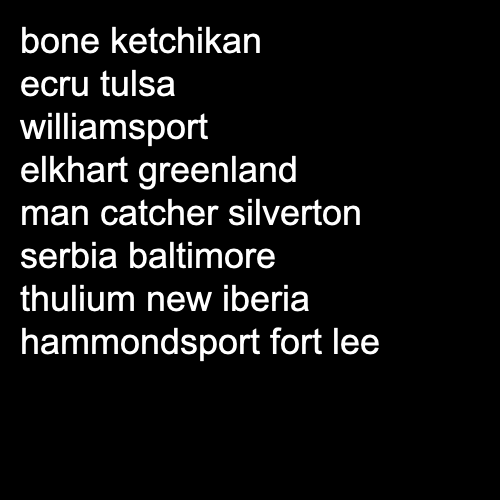 bone ketchikan
ecru tulsa
williamsport
elkhart greenland
man catcher silverton
serbia baltimore
thulium new iberia
hammondsport fort lee